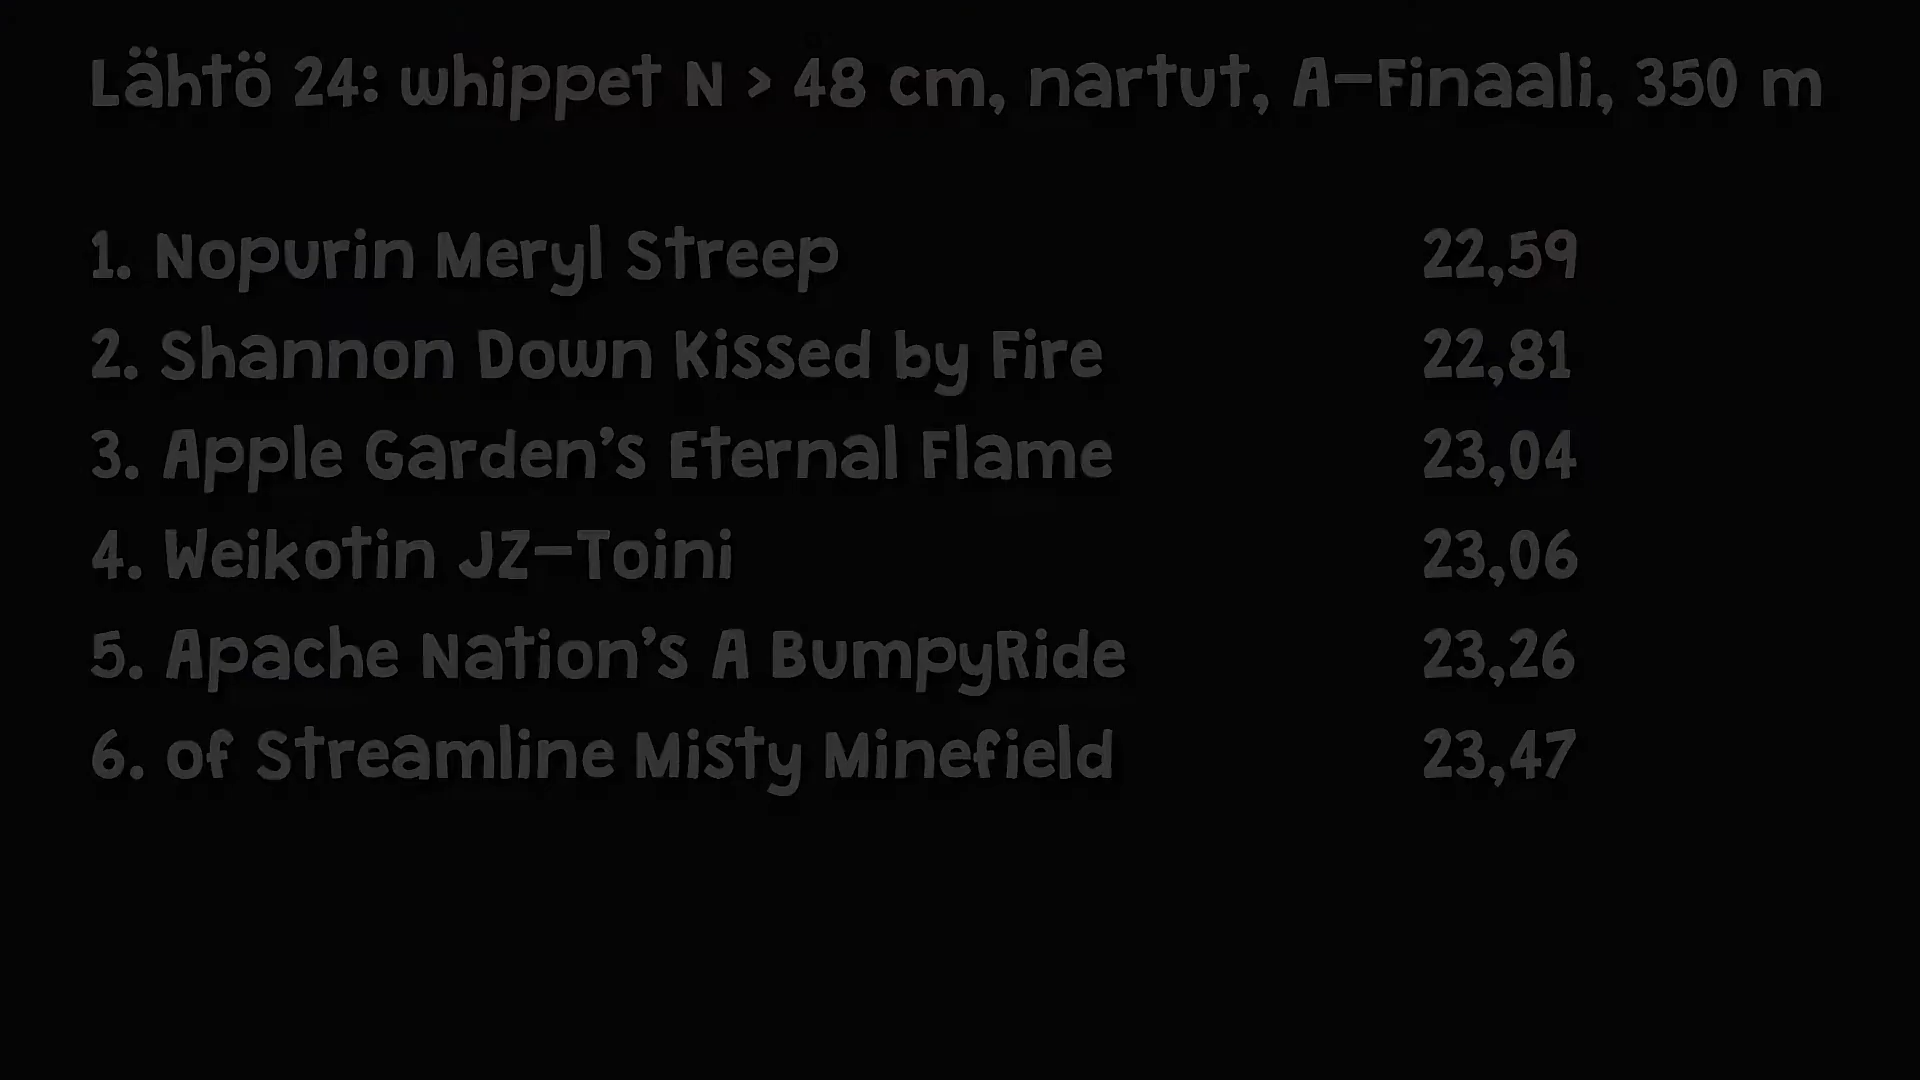 Lähtö 24: whippet N > 48 cm, nartut, A-Finaali, 350 m
1. Nopurin Meryl Streep 22,59
2. Shannon Down Kissed by Fire 22,81
3. Apple Garden's Eternal Flame 23,04
4. Weikotin JZ-Toini 23,06
5. Apache Nation's A BumpyRide 23,26
6. of Streamline Misty Minefield 23,47